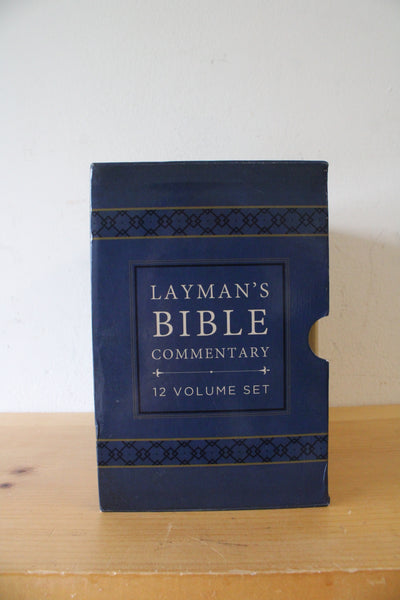 LAYMAN'S
BIBLE
COMMENTARY
12 VOLUME SET